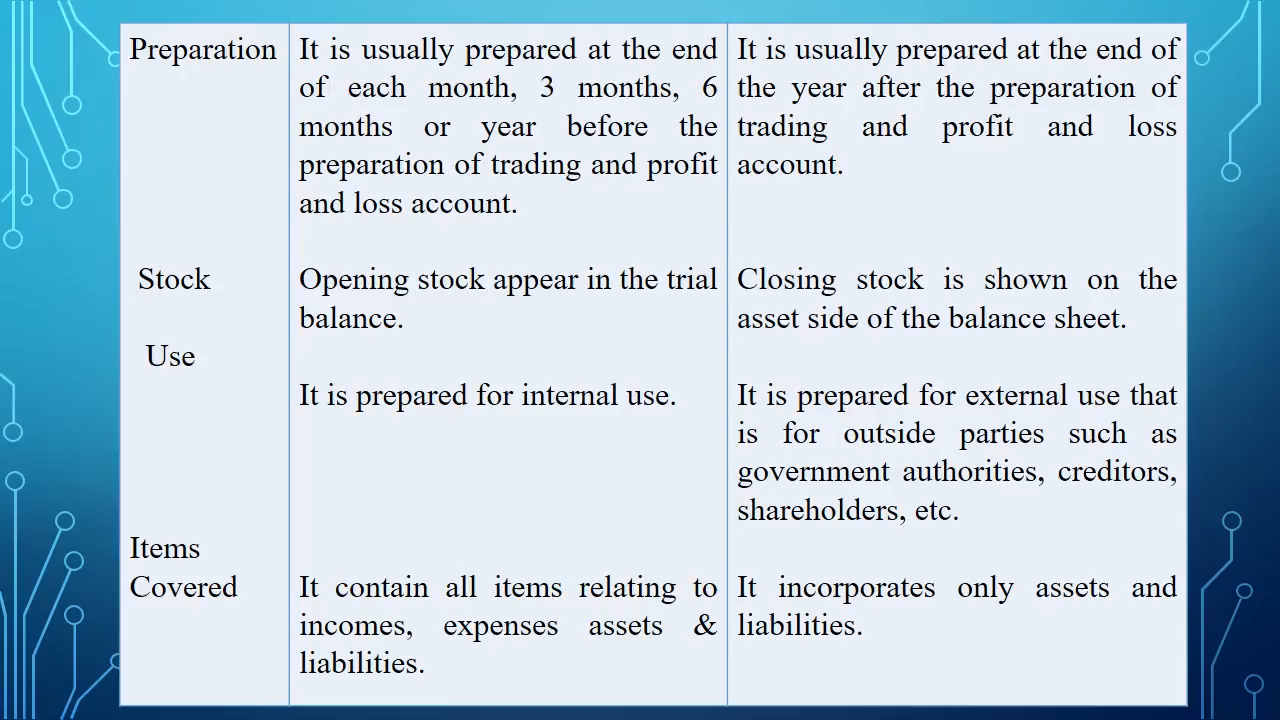 Preparation
It is usually prepared at the end
of each month, 3 months, 6
months or year before the
preparation of trading and profit
and loss account.
It is usually prepared at the end of
the year after the preparation of
trading and profit and loss
account.
Stock
Opening stock appear in the trial
balance.
Closing stock is shown on the
asset side of the balance sheet.
Use
It is prepared for internal use.
It is prepared for external use that
is for outside parties such as
government authorities, creditors,
shareholders, etc.
Items
Covered
It contain all items relating to
incomes, expenses assets &
liabilities.
It incorporates only assets and
liabilities.